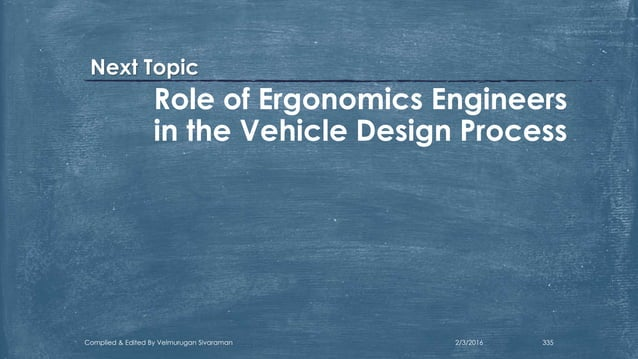 Next Topic
Role of Ergonomics Engineers
in the Vehicle Design Process
Complied & Edited By Velmurugan Sivaraman
2/3/2016
335